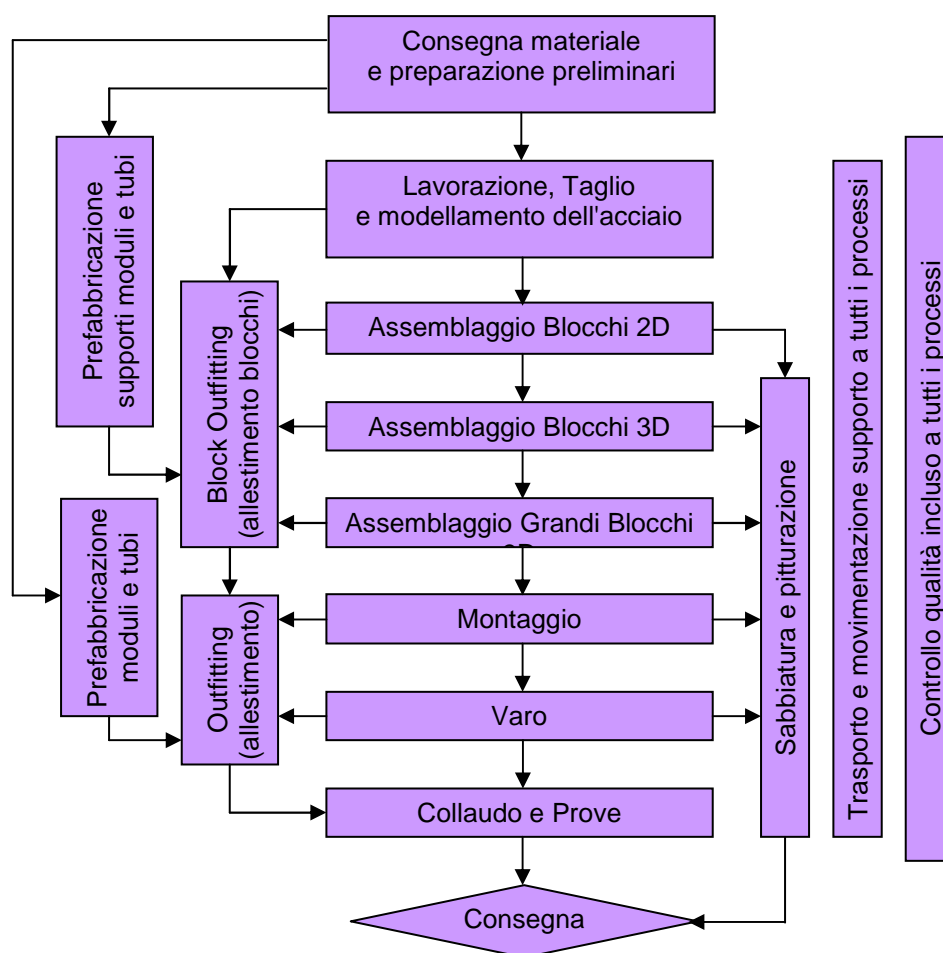 Consegna materiale
e preparazione preliminari
Prefabbricazione
supporti moduli e tubi
Lavorazione, Taglio
e modellamento dell'acciaio
Block Outfitting
(allestimento blocchi)
Assemblaggio Blocchi 2D
Assemblaggio Blocchi 3D
Assemblaggio Grandi Blocchi
Prefabbricazione
moduli e tubi
Outfitting
(allestimento)
Montaggio
Varo
Collaudo e Prove
Consegna
Sabbiatura e pitturazione
Trasporto e movimentazione supporto a tutti i processi
Controllo qualità incluso a tutti i processi